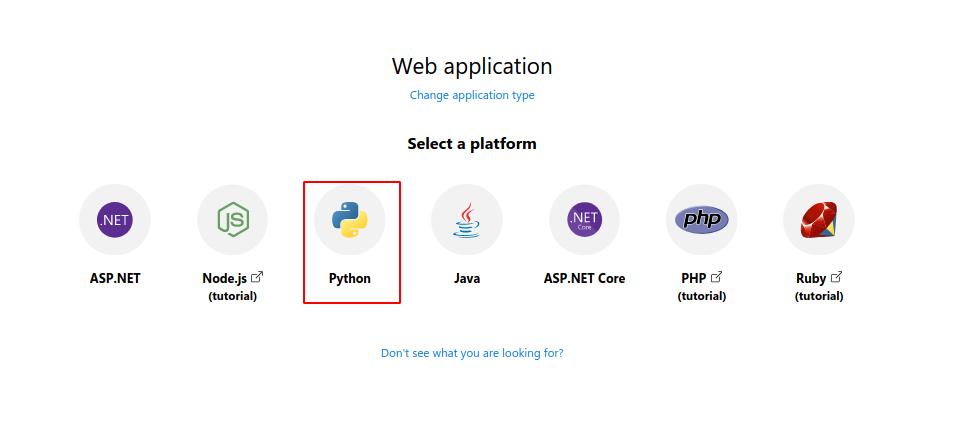 Web application
Change application type
Select a platform
.NET
JS
.NET
Core
php
ASP.NET
Node.js
(tutorial)
Python
Java
ASP.NET Core
PHP
(tutorial)
Ruby
(tutorial)
Don't see what you are looking for?